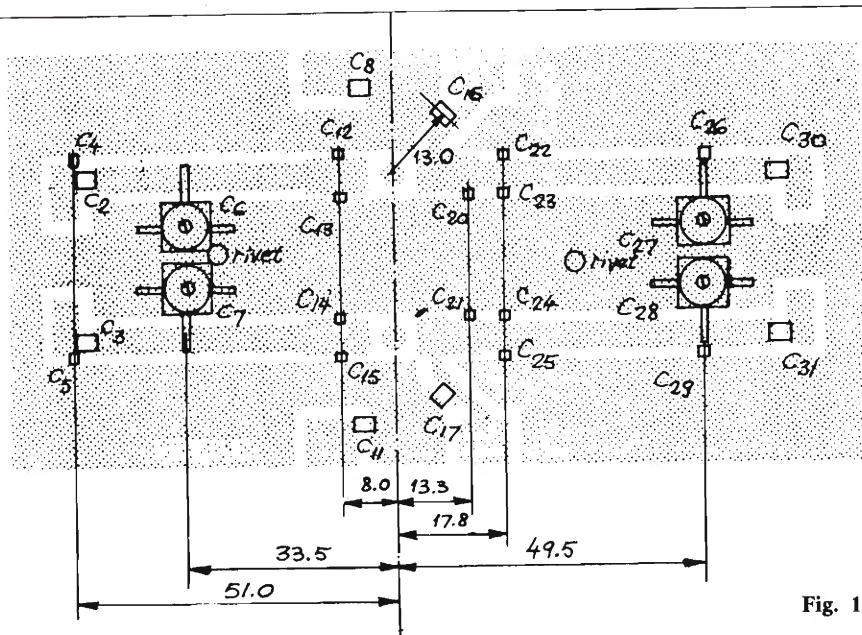 C8
C16
C4
C12
C22
C26
C30
13.0
C2
C6
C13
C20
C23
C27
rivet
rivet
C3
C7
C14
C21
C24
C28
C5
C15
C25
C29
C31
C17
C11
8.0
13.3
17.8
33.5
49.5
51.0
Fig. 1